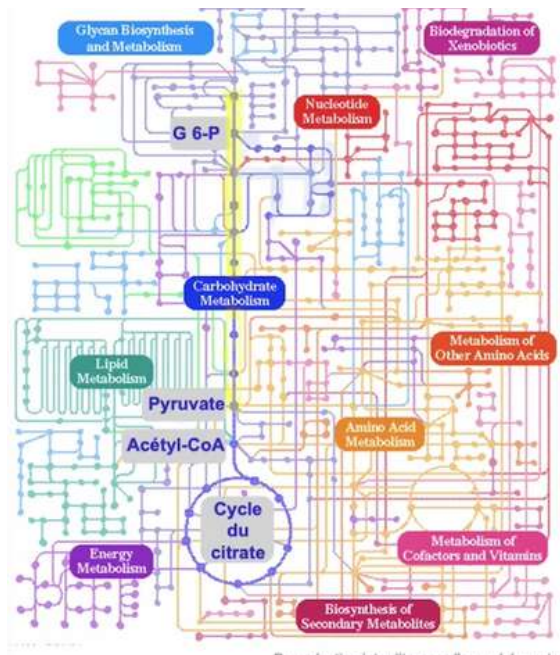 Glycan Biosynthesis
and Metabolism
Biodegradation of
Xenobiotics
Nucleotide
Metabolism
G 6-P
Carbohydrate
Metabolism
Lipid
Metabolism
Metabolism of
Other Amino Acids
Pyruvate
Amino Acid
Metabolism
Acétyl-CoA
Cycle
du
citrate
Energy
Metabolism
Metabolism of
Cofactors and Vitamins
Biosynthesis of
Secondary Metabolites